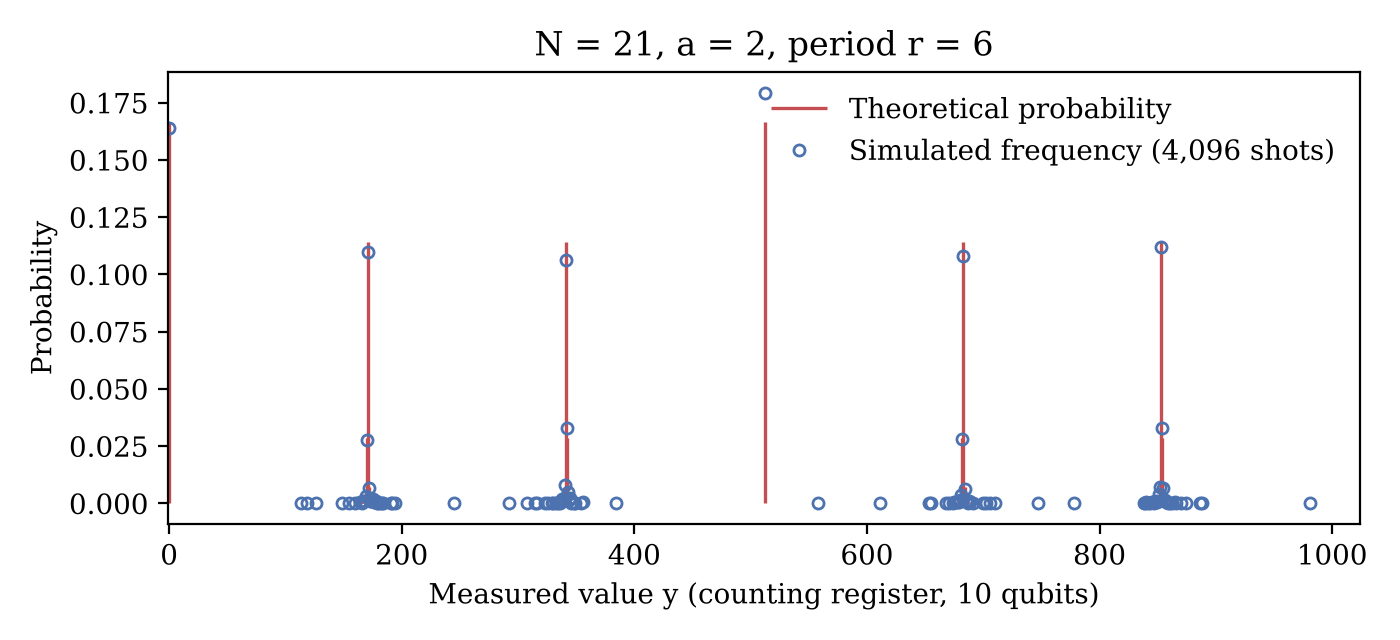 N = 21, a = 2, period r = 6
Probability
0.175
0.150
0.125
0.100
0.075
0.050
0.025
0.000
Theoretical probability
Simulated frequency (4,096 shots)
0 200 400 600 800 1000
Measured value y (counting register, 10 qubits)